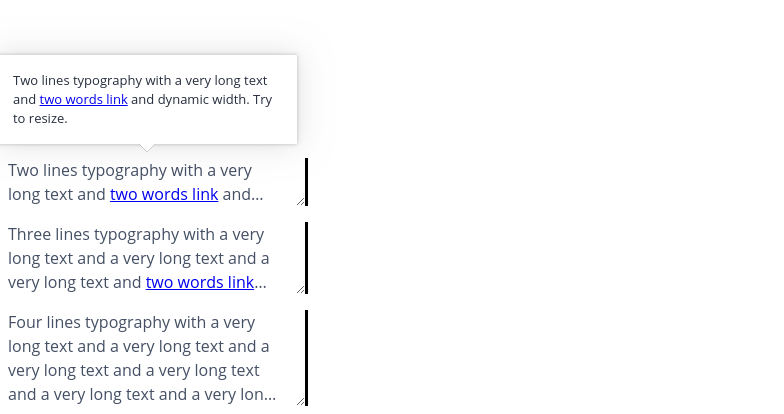 Two lines typography with a very long text
and two words link and dynamic width. Try
to resize.
Two lines typography with a very
long text and two words link and...
Three lines typography with a very
long text and a very long text and a
very long text and two words link...
Four lines typography with a very
long text and a very long text and a
very long text and a very long text
and a very long text and a very lon...